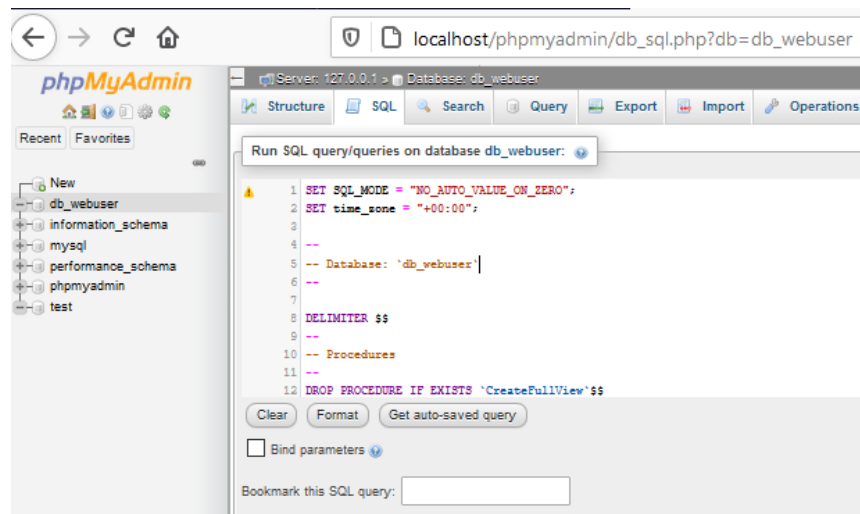 localhost/phpmyadmin/db_sql.php?db=db_webuser
phpMyAdmin
Recent Favorites
New
db_webuser
information_schema
mysql
performance_schema
phpmyadmin
test
Server: 127.0.0.1 » Database: db_webuser
Structure SQL Search Query Export Import Operations
Run SQL query/queries on database db_webuser:
1 SET SQL_MODE = "NO_AUTO_VALUE_ON_ZERO";
2 SET time_zone = "+00:00";
3
4 --
5 -- Database: `db_webuser`
6 --
7
8 DELIMITER $$
9 --
10 -- Procedures
11 --
12 DROP PROCEDURE IF EXISTS `CreateFullView`$$
Clear Format Get auto-saved query
Bind parameters
Bookmark this SQL query: